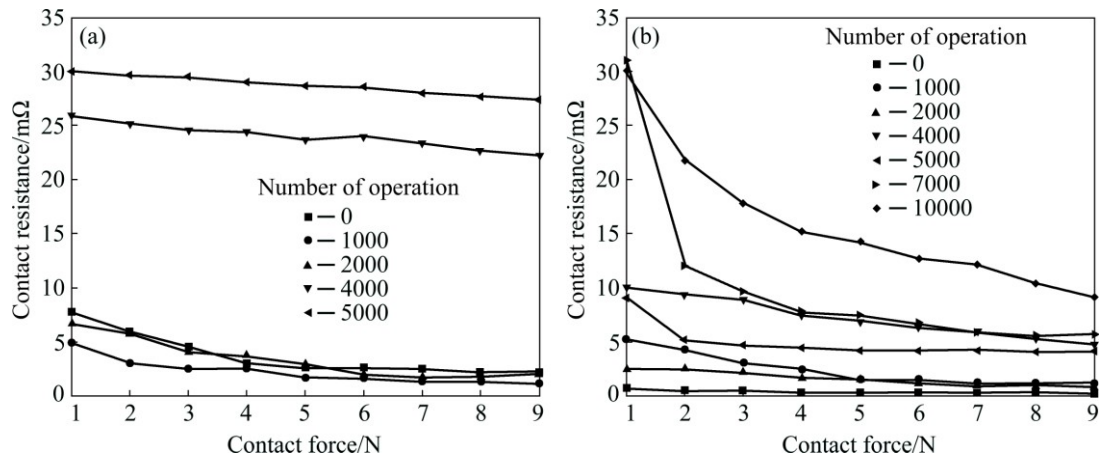 (a)
Contact resistance/mΩ
35
30
25
20
15
10
5
0
Number of operation
0
1000
2000
4000
5000
1 2 3 4 5 6 7 8 9
Contact force/N
(b)
Contact resistance/mΩ
35
30
25
20
15
10
5
0
Number of operation
0
1000
2000
4000
5000
7000
10000
1 2 3 4 5 6 7 8 9
Contact force/N